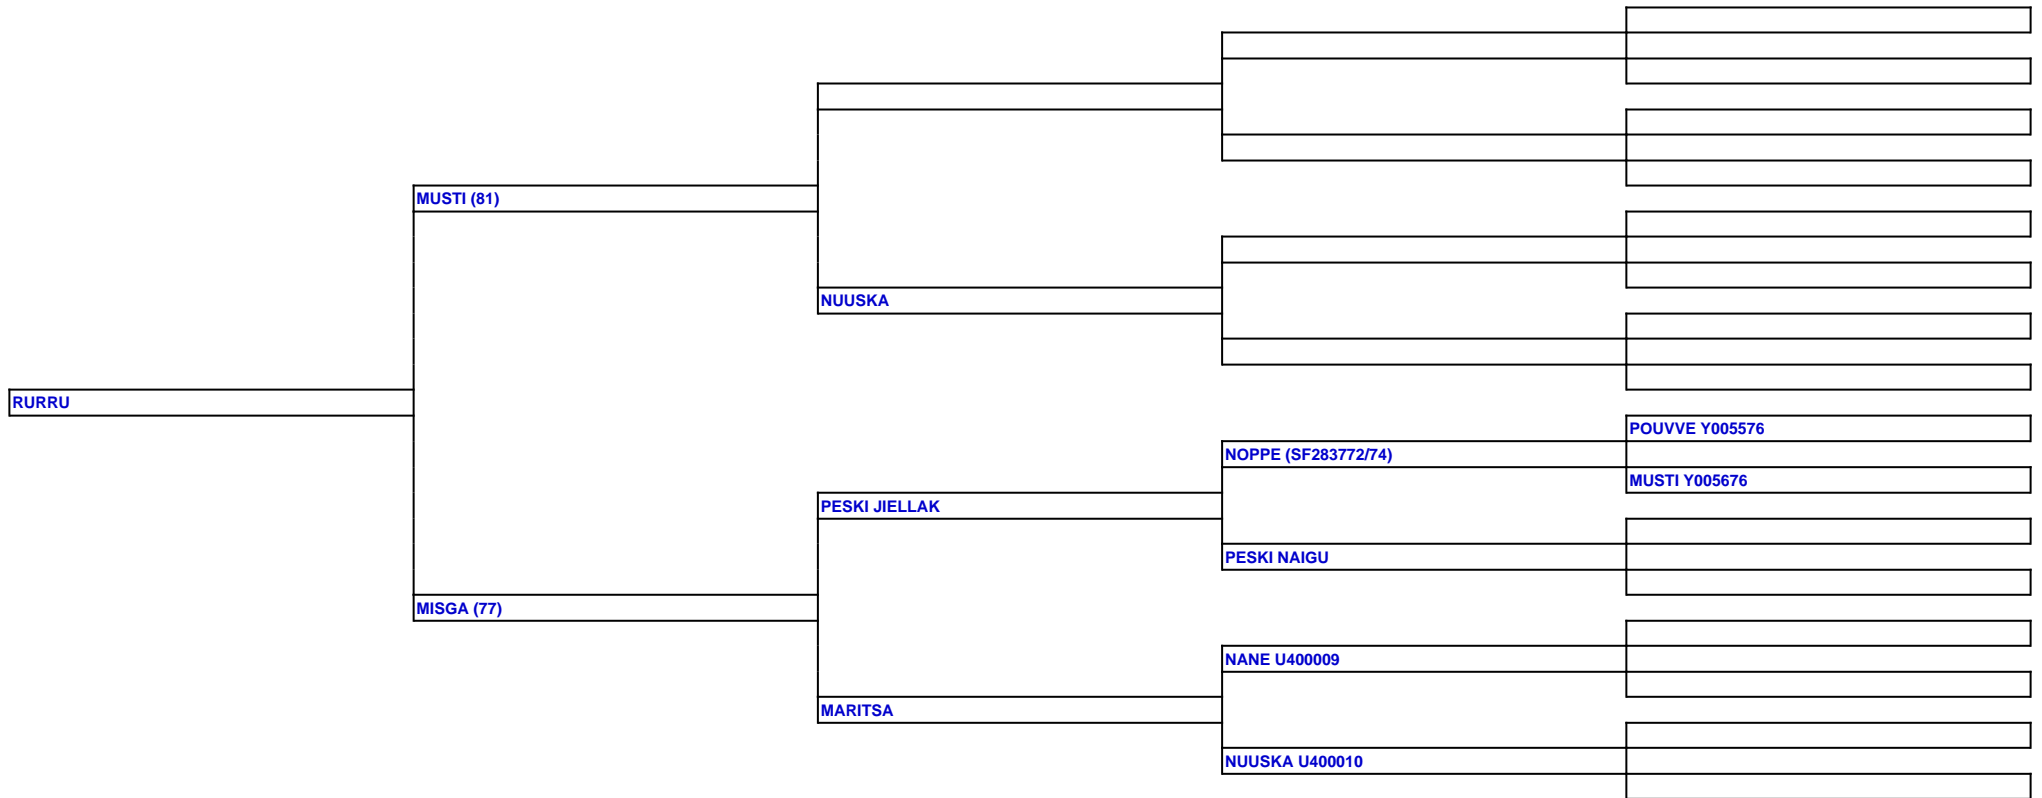 MUSTI (81)
NUUSKA
RURRU
POUVVE Y005576
NOPPE (SF283772/74)
MUSTI Y005676
PESKI JIELLAK
PESKI NAIGU
MISGA (77)
NANE U400009
MARITSA
NUUSKA U400010